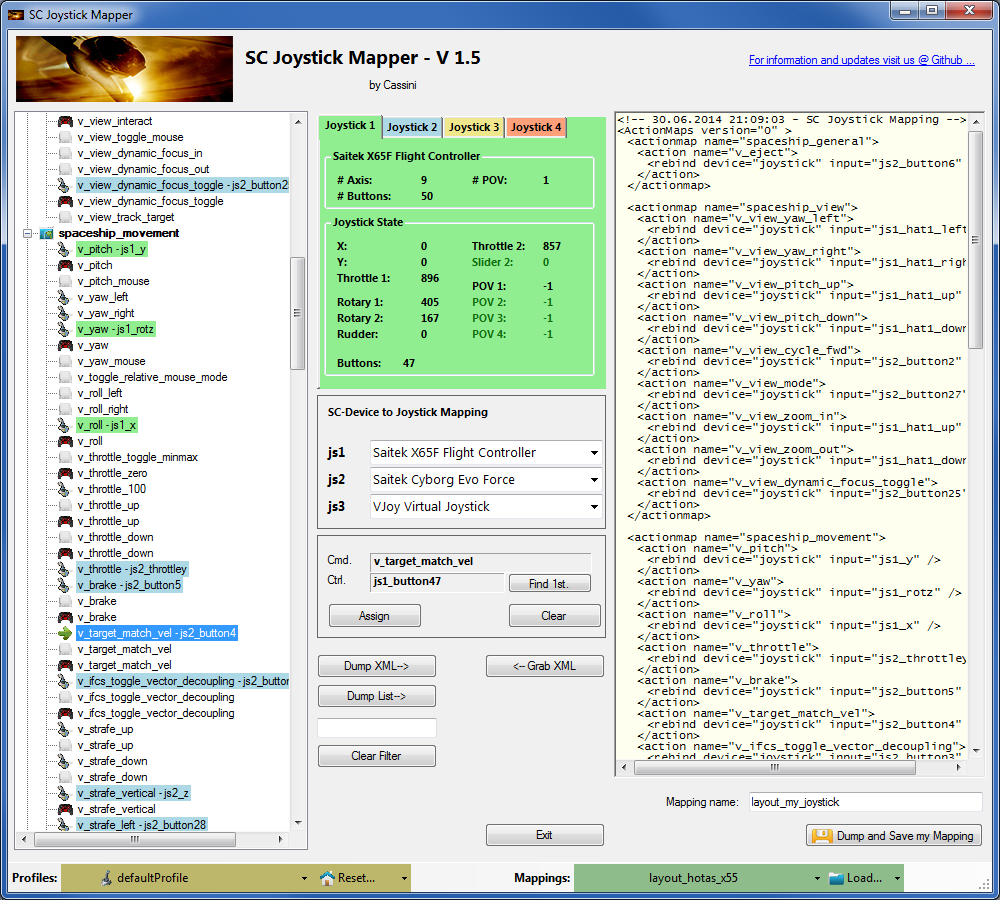 SC Joystick Mapper
SC Joystick Mapper - V 1.5
by Cassini
For information and updates visit us @ Github ...
v_view_interact
v_view_toggle_mouse
v_view_dynamic_focus_in
v_view_dynamic_focus_out
v_view_dynamic_focus_toggle - js2_button25
v_view_dynamic_focus_toggle
v_view_track_target
spaceship_movement
v_pitch - js1_y
v_pitch
v_pitch_mouse
v_yaw_left
v_yaw_right
v_yaw - js1_rotz
v_yaw
v_yaw_mouse
v_toggle_relative_mouse_mode
v_roll_left
v_roll_right
v_roll - js1_x
v_roll
v_throttle_toggle_minmax
v_throttle_zero
v_throttle_100
v_throttle_up
v_throttle_up
v_throttle_down
v_throttle_down
v_throttle - js2_throttley
v_brake - js2_button5
v_brake
v_brake
v_target_match_vel - js2_button4
v_target_match_vel
v_target_match_vel
v_ifcs_toggle_vector_decoupling - js2_button
v_ifcs_toggle_vector_decoupling
v_ifcs_toggle_vector_decoupling
v_strafe_up
v_strafe_up
v_strafe_down
v_strafe_down
v_strafe_vertical - js2_z
v_strafe_vertical
v_strafe_left - js2_button28
Joystick 1 Joystick 2 Joystick 3 Joystick 4
Saitek X65F Flight Controller
# Axis: 9 # POV: 1
# Buttons: 50
Joystick State
X: 0 Throttle 2: 857
Y: 0 Slider 2: 0
Throttle 1: 896
POV 1: -1
Rotary 1: 405 POV 2: -1
Rotary 2: 167 POV 3: -1
Rudder: 0 POV 4: -1
Buttons: 47
SC-Device to Joystick Mapping
js1 Saitek X65F Flight Controller
js2 Saitek Cyborg Evo Force
js3 VJoy Virtual Joystick
Cmd. v_target_match_vel
Ctrl. js1_button47 Find 1st.
Assign Clear
Dump XML--> <-- Grab XML
Dump List-->
Clear Filter
Exit
<!-- 30.06.2014 21:09:03 - SC Joystick Mapping -->
<ActionMaps version="0" >
<actionmap name="spaceship_general">
<action name="v_eject">
<rebind device="joystick" input="js2_button6"
</action>
</actionmap>
<actionmap name="spaceship_view">
<action name="v_view_yaw_left">
<rebind device="joystick" input="js1_hat1_left
</action>
<action name="v_view_yaw_right">
<rebind device="joystick" input="js1_hat1_righ
</action>
<action name="v_view_pitch_up">
<rebind device="joystick" input="js1_hat1_up"
</action>
<action name="v_view_pitch_down">
<rebind device="joystick" input="js1_hat1_down
</action>
<action name="v_view_cycle_fwd">
<rebind device="joystick" input="js2_button2"
</action>
<action name="v_view_mode">
<rebind device="joystick" input="js2_button27"
</action>
<action name="v_view_zoom_in">
<rebind device="joystick" input="js1_hat1_up"
</action>
<action name="v_view_zoom_out">
<rebind device="joystick" input="js1_hat1_down
</action>
<action name="v_view_dynamic_focus_toggle">
<rebind device="joystick" input="js2_button25"
</action>
</actionmap>
<actionmap name="spaceship_movement">
<action name="v_pitch">
<rebind device="joystick" input="js1_y" />
</action>
<action name="v_yaw">
<rebind device="joystick" input="js1_rotz" />
</action>
<action name="v_roll">
<rebind device="joystick" input="js1_x" />
</action>
<action name="v_throttle">
<rebind device="joystick" input="js2_throttley
</action>
<action name="v_brake">
<rebind device="joystick" input="js2_button5"
</action>
<action name="v_target_match_vel">
<rebind device="joystick" input="js2_button4"
</action>
<action name="v_ifcs_toggle_vector_decoupling">
<rebind device="joystick" input="js2_button3"
Mapping name: layout_my_joystick
Dump and Save my Mapping
Profiles: defaultProfile Reset... Mappings: layout_hotas_x55 Load...